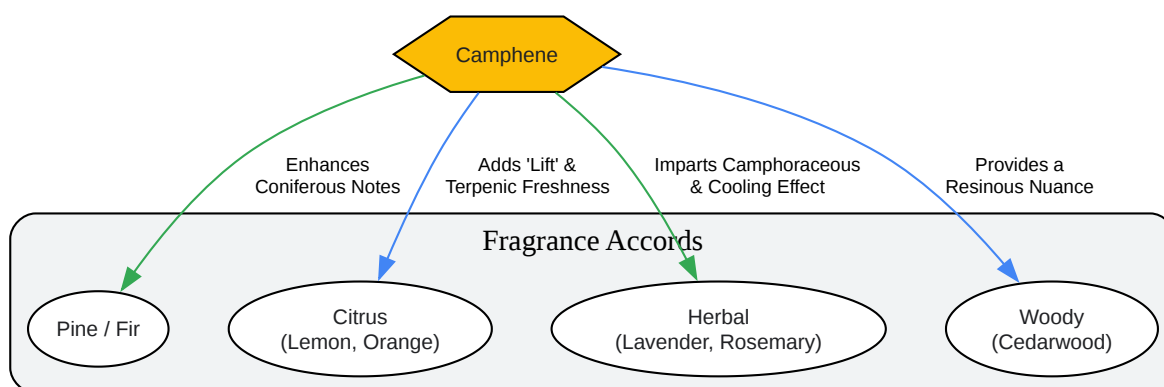 Camphene
Enhances
Coniferous Notes
Adds 'Lift' &
Terpenic Freshness
Imparts Camphoraceous
& Cooling Effect
Provides a
Resinous Nuance
Fragrance Accords
Pine / Fir
Citrus
(Lemon, Orange)
Herbal
(Lavender, Rosemary)
Woody
(Cedarwood)